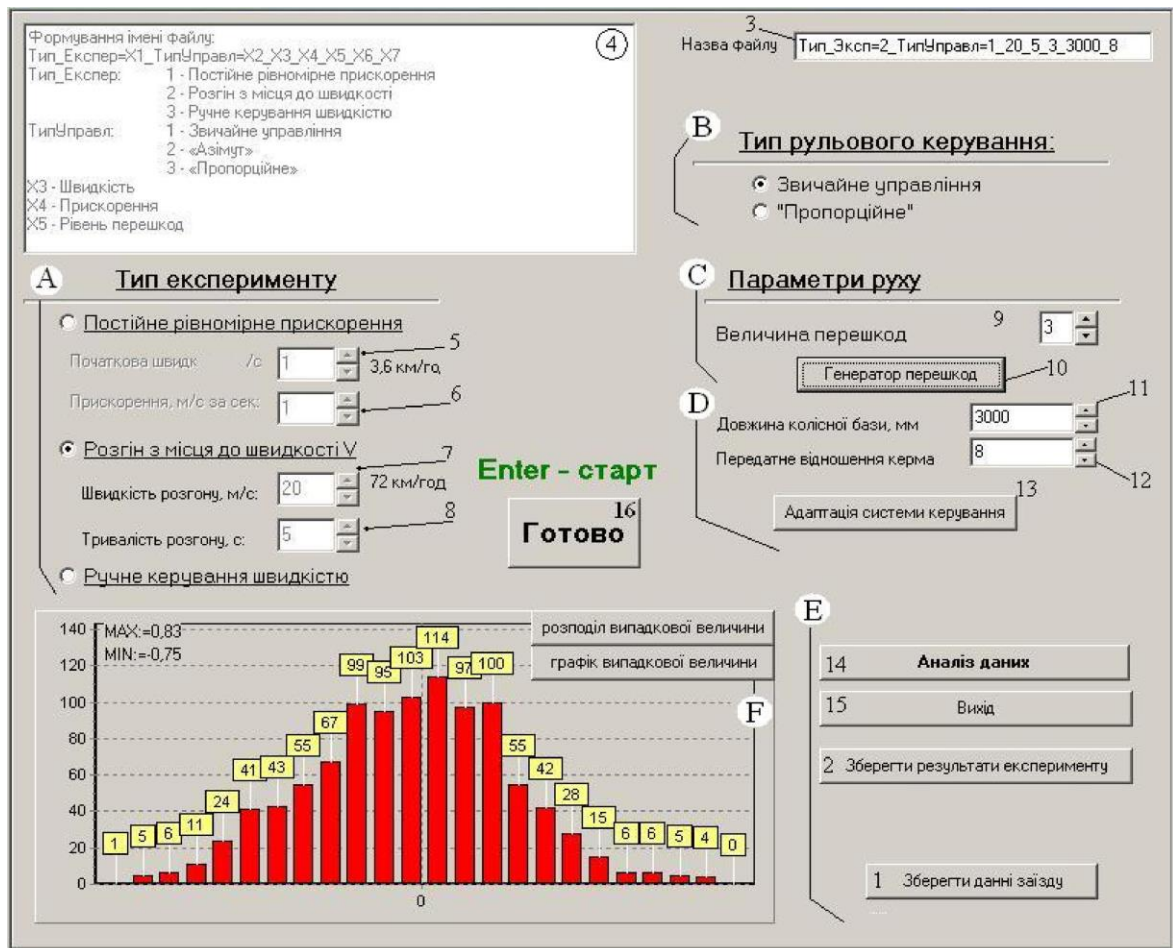 Формування імені файлу:
Тип_Експер=X1_ТипУправл=X2_X3_X4_X5_X6_X7
Тип_Експер: 1 - Постійне рівномірне прискорення
2 - Розгін з місця до швидкості
3 - Ручне керування швидкістю
ТипУправл: 1 - Звичайне управління
2 - «Азімут»
3 - «Пропорційне»
X3 - Швидкість
X4 - Прискорення
X5 - Рівень перешкод
4
3
Назва файлу Тип_Эксп=2_ТипУправл=1_20_5_3_3000_8
B
Тип рульового керування:
Звичайне управління
"Пропорційне"
A
Тип експерименту
Постійне рівномірне прискорення
5
Початкова швидк /с 1 3,6 км/го
6
Прискорення, м/с за сек: 1
Розгін з місця до швидкості V
7
Швидкість розгону, м/с: 20 72 км/год
8
Тривалість розгону, с: 5
Ручне керування швидкістю
Enter - старт
16
Готово
C
Параметри руху
9
Величина перешкод 3
Генератор перешкод
10
D
11
Довжина колісної бази, мм 3000
Передатне відношення керма 8
12
13
Адаптація системи керування
140 120 100 80 60 40 20 0
MAX:=0,83
MIN:=-0,75
1 5 6 11 24 41 43 55 67 99 95 103 114 97 100 55 42 28 15 6 6 5 4 0
0
розподіл випадкової величини
графік випадкової величини
F
E
14 Аналіз даних
15 Вихід
2 Зберегти результати експерименту
1 Зберегти данні заїзду